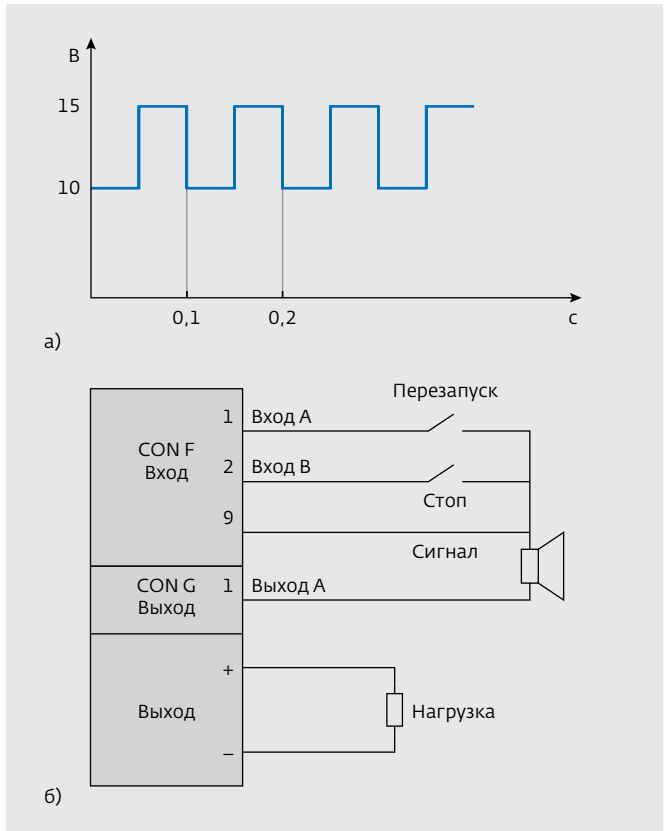 В
15
10
0,1
0,2
с
а)
Перезапуск
1
Вход А
CON F
Вход
2
Вход В
Стоп
9
Сигнал
CON G
Выход
1
Выход А
+
Выход
Нагрузка
–
б)